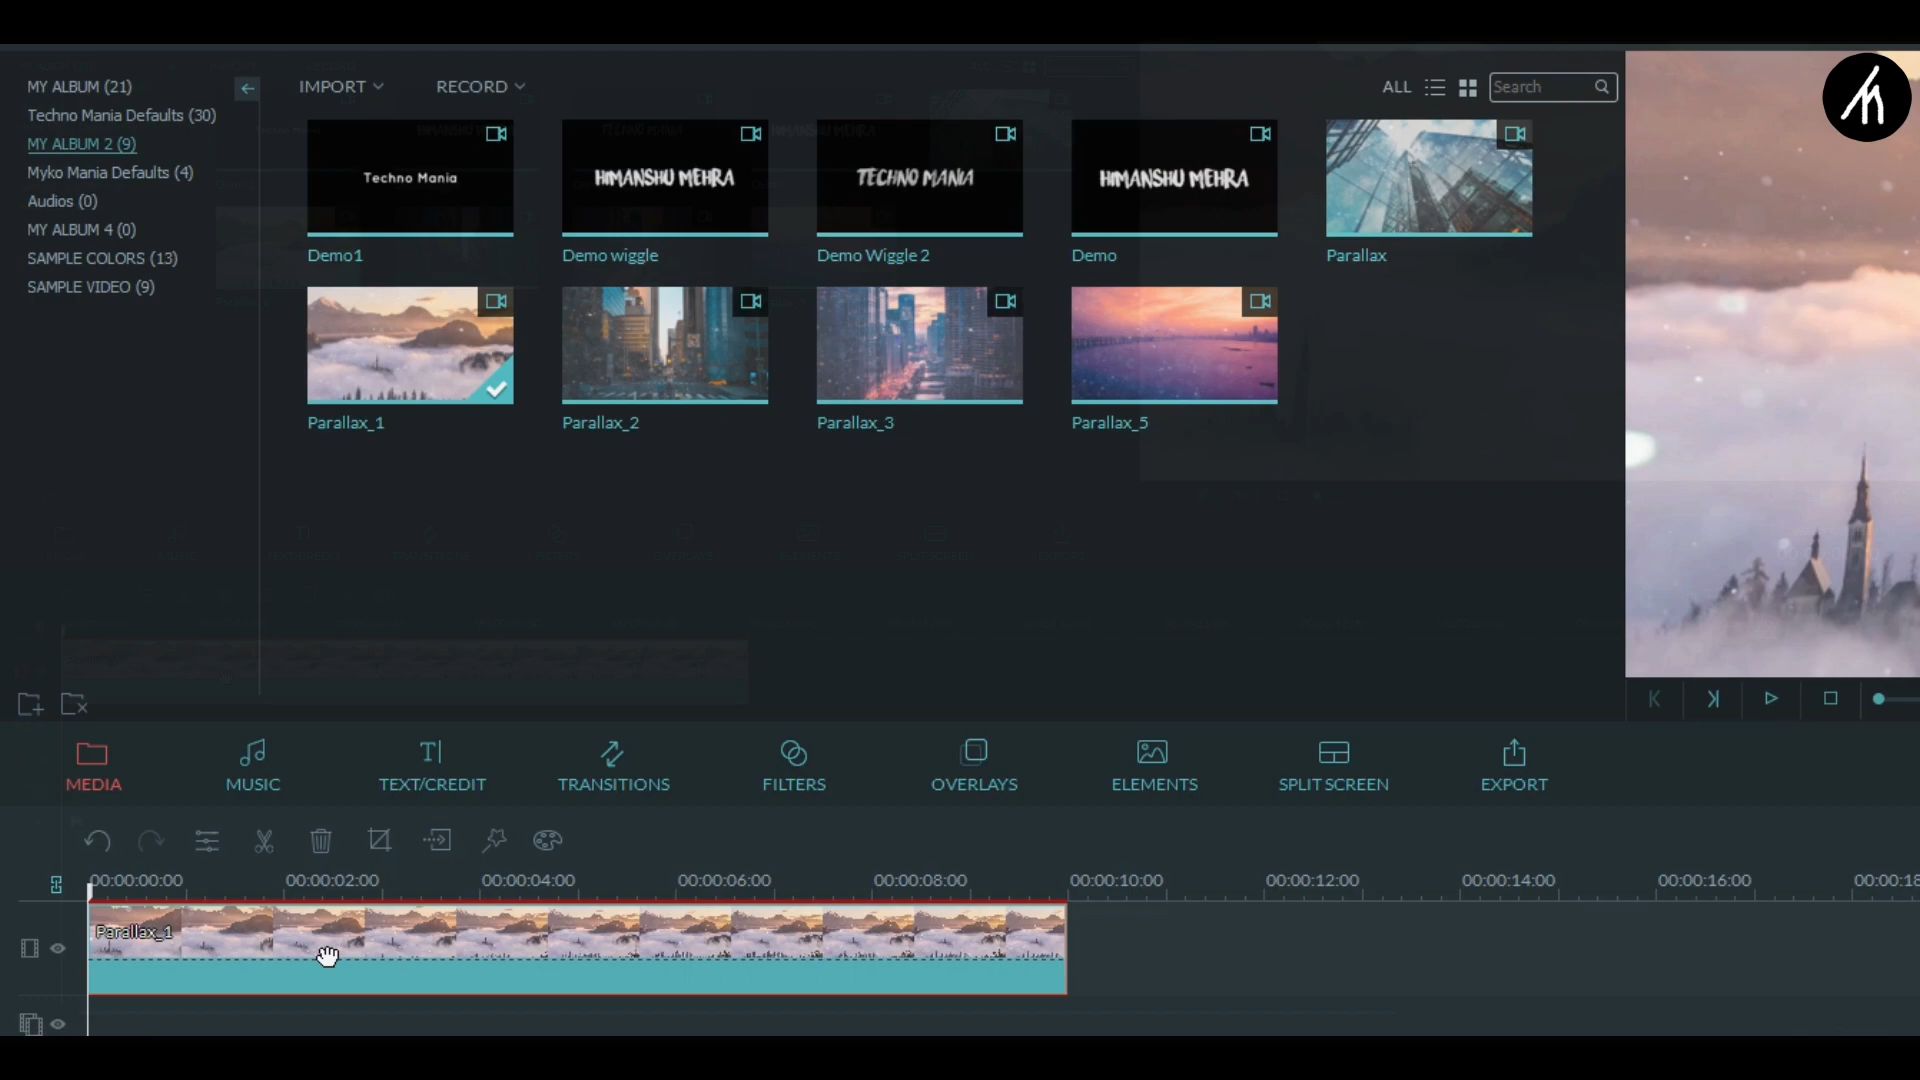 MY ALBUM (21)
Techno Mania Defaults (30)
MY ALBUM 2 (9)
Myko Mania Defaults (4)
Audios (0)
MY ALBUM 4 (0)
SAMPLE COLORS (13)
SAMPLE VIDEO (9)
IMPORT
RECORD
ALL
Search
Techno Mania
HIMANSHU MEHRA
TECHNO MANIA
HIMANSHU MEHRA
Demo1
Demo wiggle
Demo Wiggle 2
Demo
Parallax
Parallax_1
Parallax_2
Parallax_3
Parallax_5
MEDIA
MUSIC
TEXT/CREDIT
TRANSITIONS
FILTERS
OVERLAYS
ELEMENTS
SPLIT SCREEN
EXPORT
00:00:00:00
00:00:02:00
00:00:04:00
00:00:06:00
00:00:08:00
00:00:10:00
00:00:12:00
00:00:14:00
00:00:16:00
00:00:18
Parallax_1